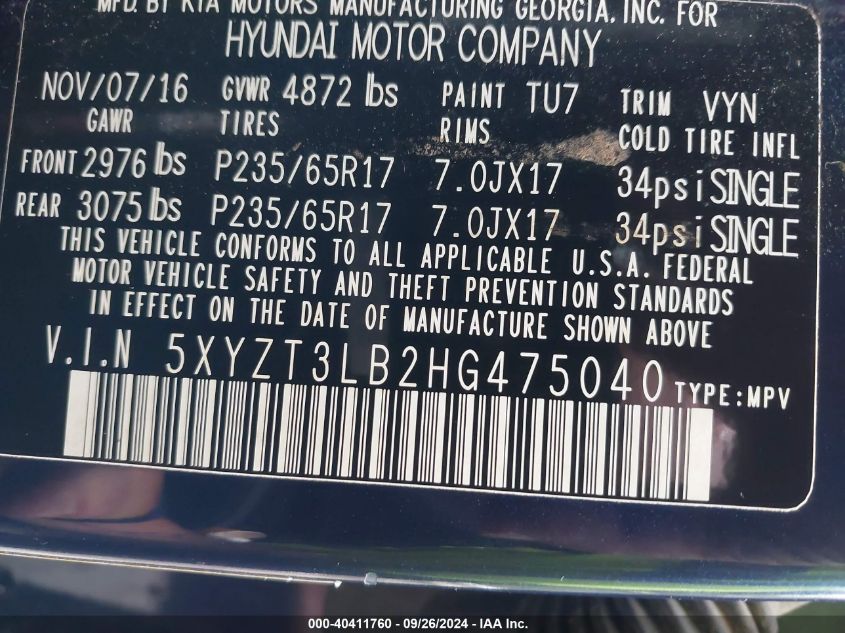 MFD. BY KIA MOTORS MANUFACTURING GEORGIA, INC. FOR
HYUNDAI MOTOR COMPANY
NOV/07/16 GVWR 4872 lbs PAINT TU7 TRIM VYN
GAWR TIRES RIMS COLD TIRE INFL
FRONT 2976 lbs P235/65R17 7.0JX17 34psi SINGLE
REAR 3075 lbs P235/65R17 7.0JX17 34psi SINGLE
THIS VEHICLE CONFORMS TO ALL APPLICABLE U.S.A. FEDERAL
MOTOR VEHICLE SAFETY AND THEFT PREVENTION STANDARDS
IN EFFECT ON THE DATE OF MANUFACTURE SHOWN ABOVE
V.I.N 5XYZT3LB2HG475040 TYPE:MPV
000-40411760 - 09/26/2024 - IAA Inc.